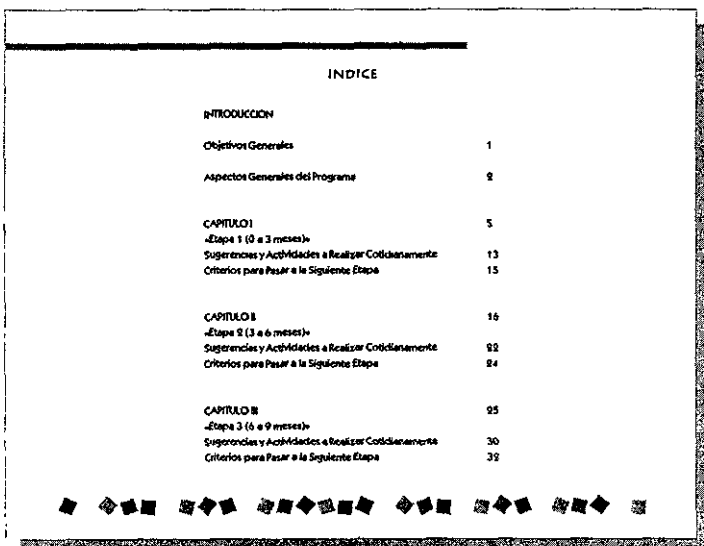 INDICE
INTRODUCCION
Objetivos Generales 1
Aspectos Generales del Programa 2
CAPITULO I 5
«Etapa 1 (0 a 3 meses)»
Sugerencias y Actividades a Realizar Cotidianamente 13
Criterios para Pasar a la Siguiente Etapa 15
CAPITULO II 16
«Etapa 2 (3 a 6 meses)»
Sugerencias y Actividades a Realizar Cotidianamente 22
Criterios para Pasar a la Siguiente Etapa 24
CAPITULO III 25
«Etapa 3 (6 a 9 meses)»
Sugerencias y Actividades a Realizar Cotidianamente 30
Criterios para Pasar a la Siguiente Etapa 32